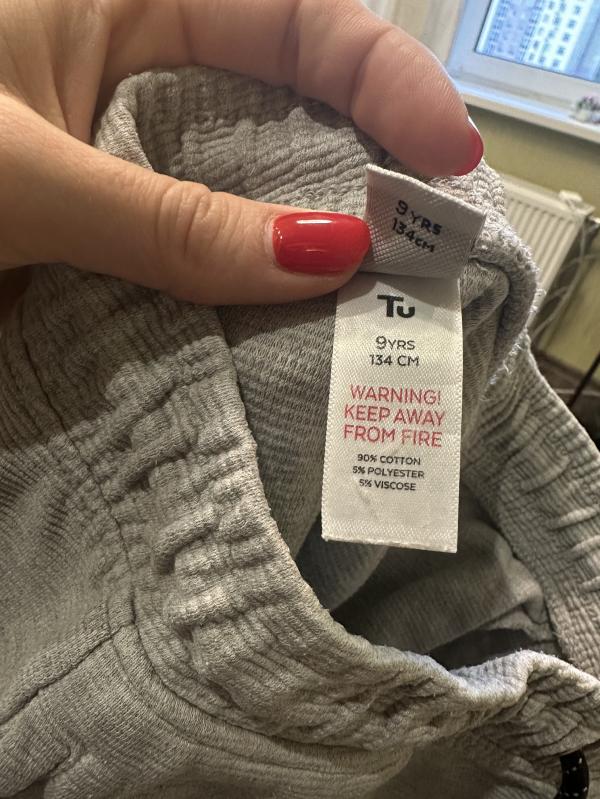 9 YRS
134CM
Tu
9YRS
134 CM
WARNING!
KEEP AWAY
FROM FIRE
90% COTTON
5% POLYESTER
5% VISCOSE